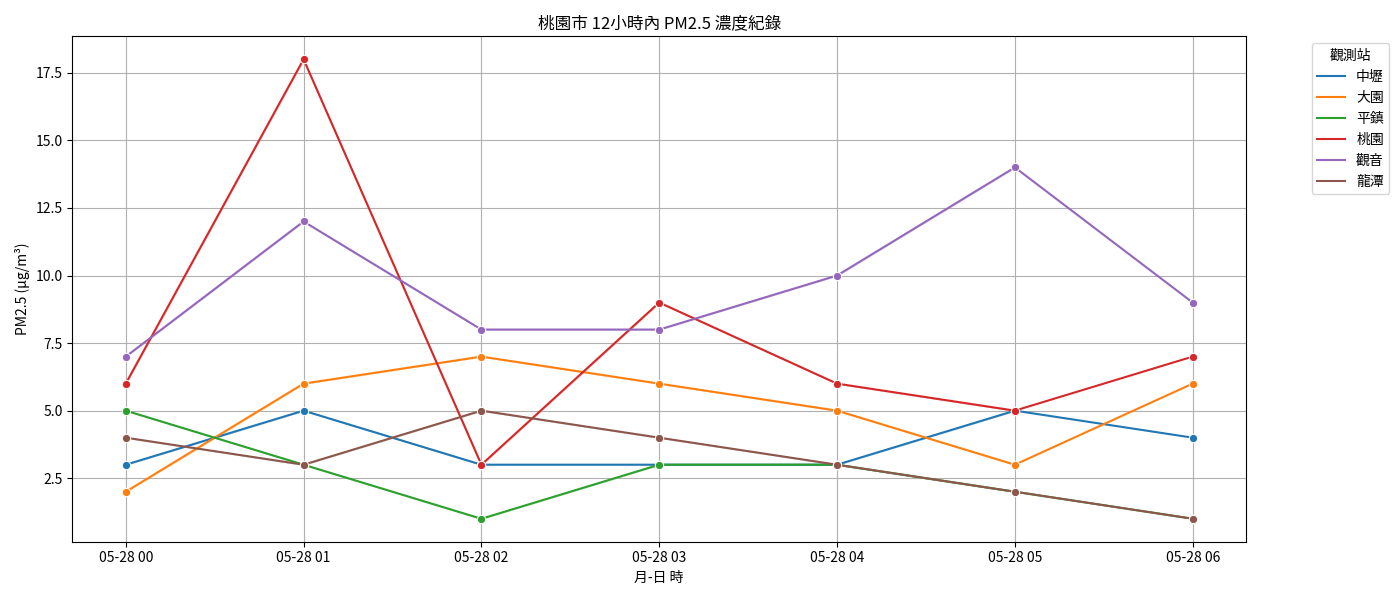 桃園市 12小時內 PM2.5 濃度紀錄
PM2.5 (μg/m³)
17.5
15.0
12.5
10.0
7.5
5.0
2.5
05-28 00
05-28 01
05-28 02
05-28 03
05-28 04
05-28 05
05-28 06
月-日 時
觀測站
中壢
大園
平鎮
桃園
觀音
龍潭